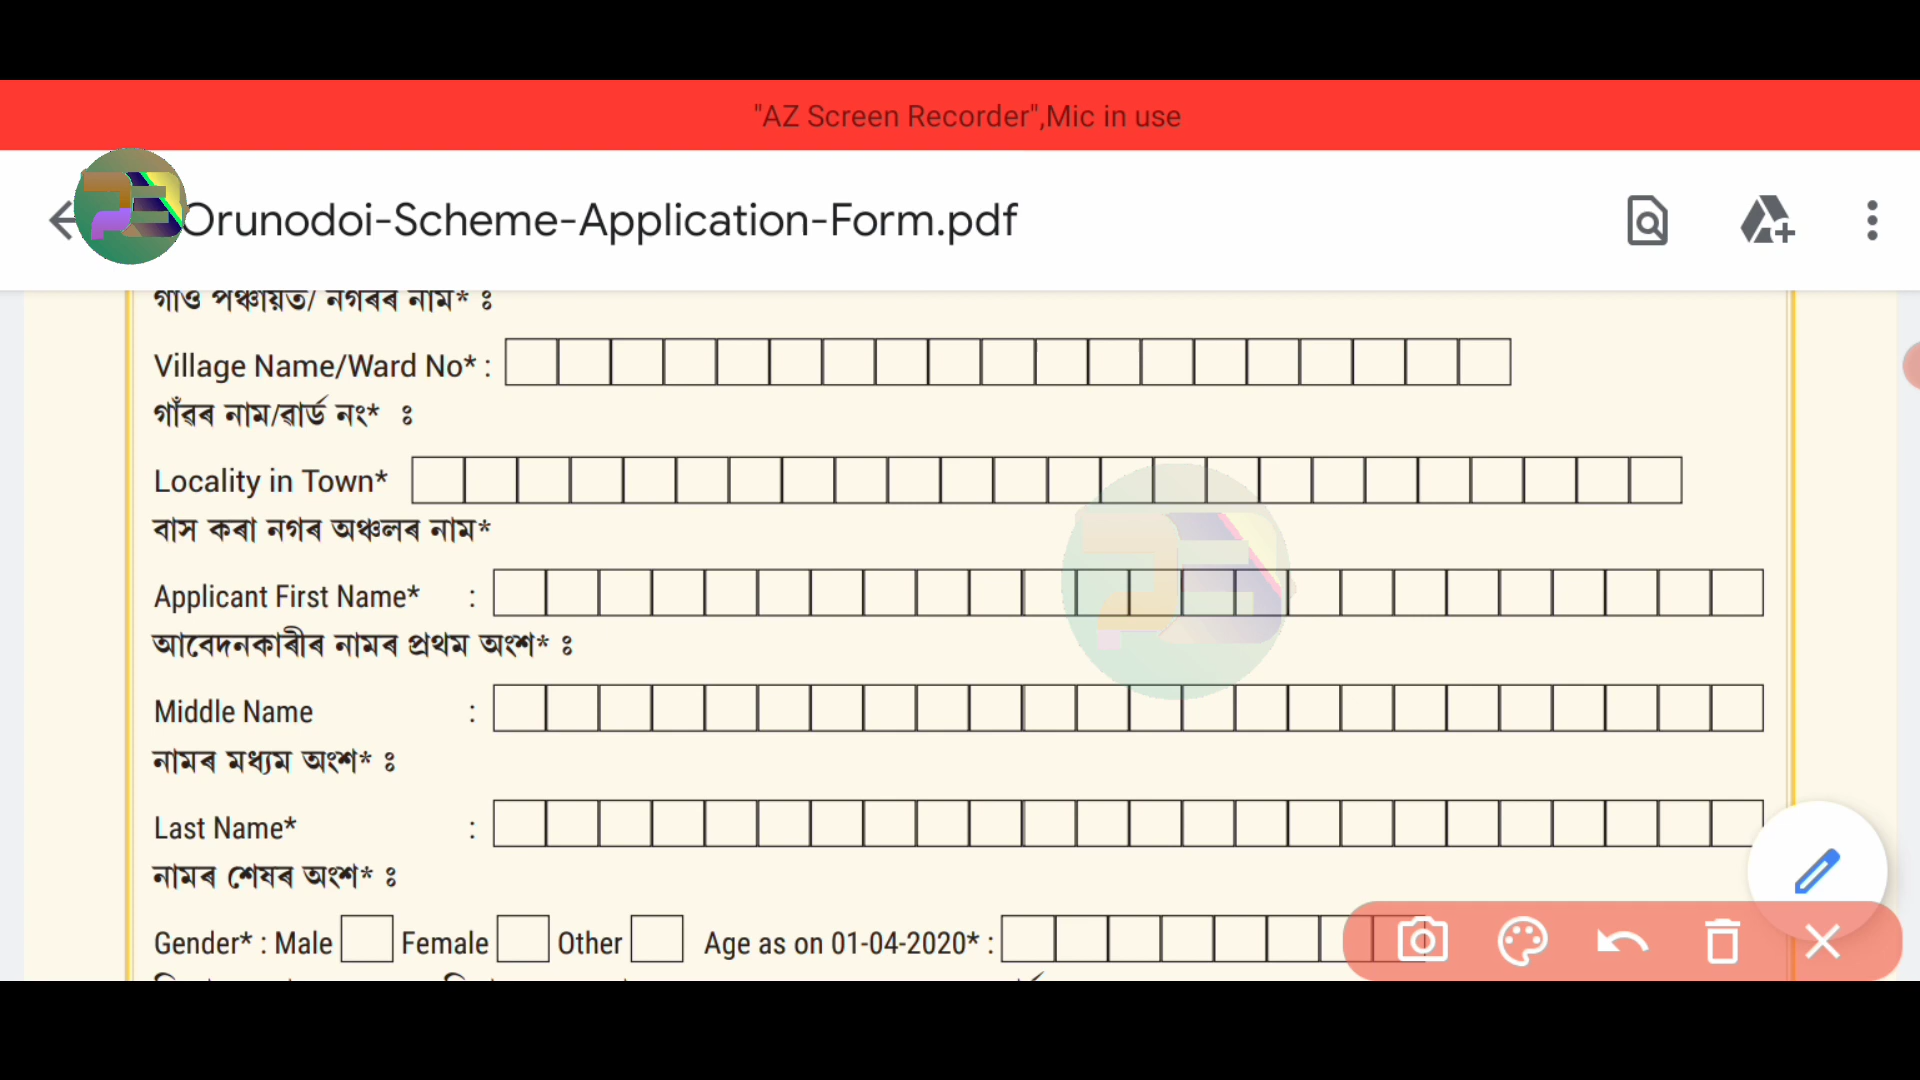 "AZ Screen Recorder",Mic in use
Orunodoi-Scheme-Application-Form.pdf
গাঁও পঞ্চায়ত/ নগৰৰ নাম* ঃ
Village Name/Ward No* :
গাঁৱৰ নাম/ৱাৰ্ড নং* ঃ
Locality in Town*
বাস কৰা নগৰ অঞ্চলৰ নাম*
Applicant First Name* :
আবেদনকাৰীৰ নামৰ প্ৰথম অংশ* ঃ
Middle Name :
নামৰ মধ্যম অংশ* ঃ
Last Name* :
নামৰ শেষৰ অংশ* ঃ
Gender* : Male Female Other Age as on 01-04-2020* :